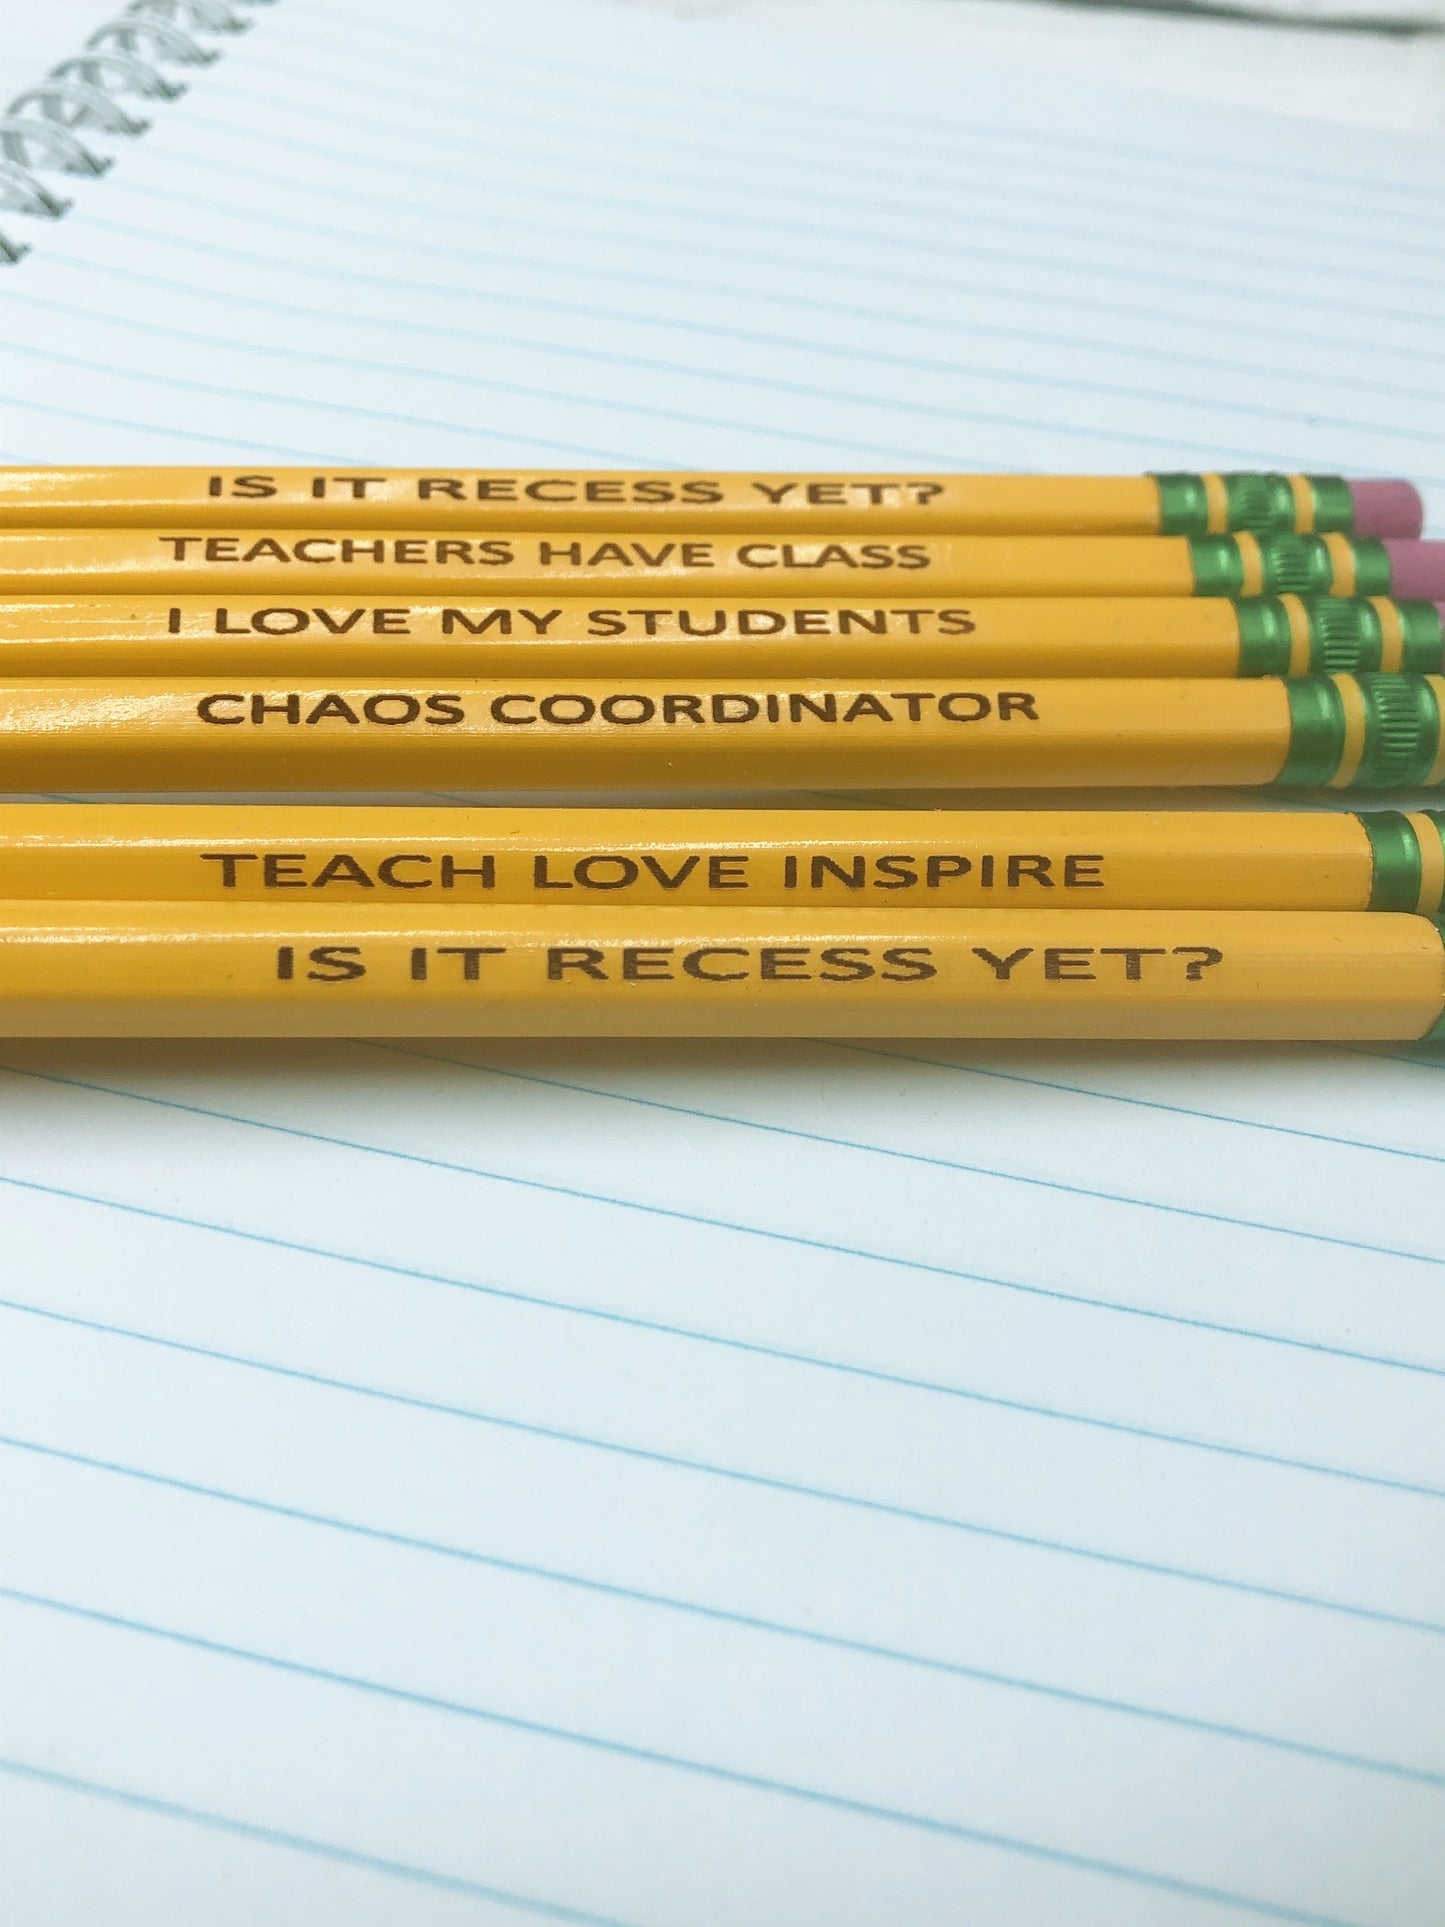 IS IT RECESS YET?
TEACHERS HAVE CLASS
I LOVE MY STUDENTS
CHAOS COORDINATOR
TEACH LOVE INSPIRE
IS IT RECESS YET?